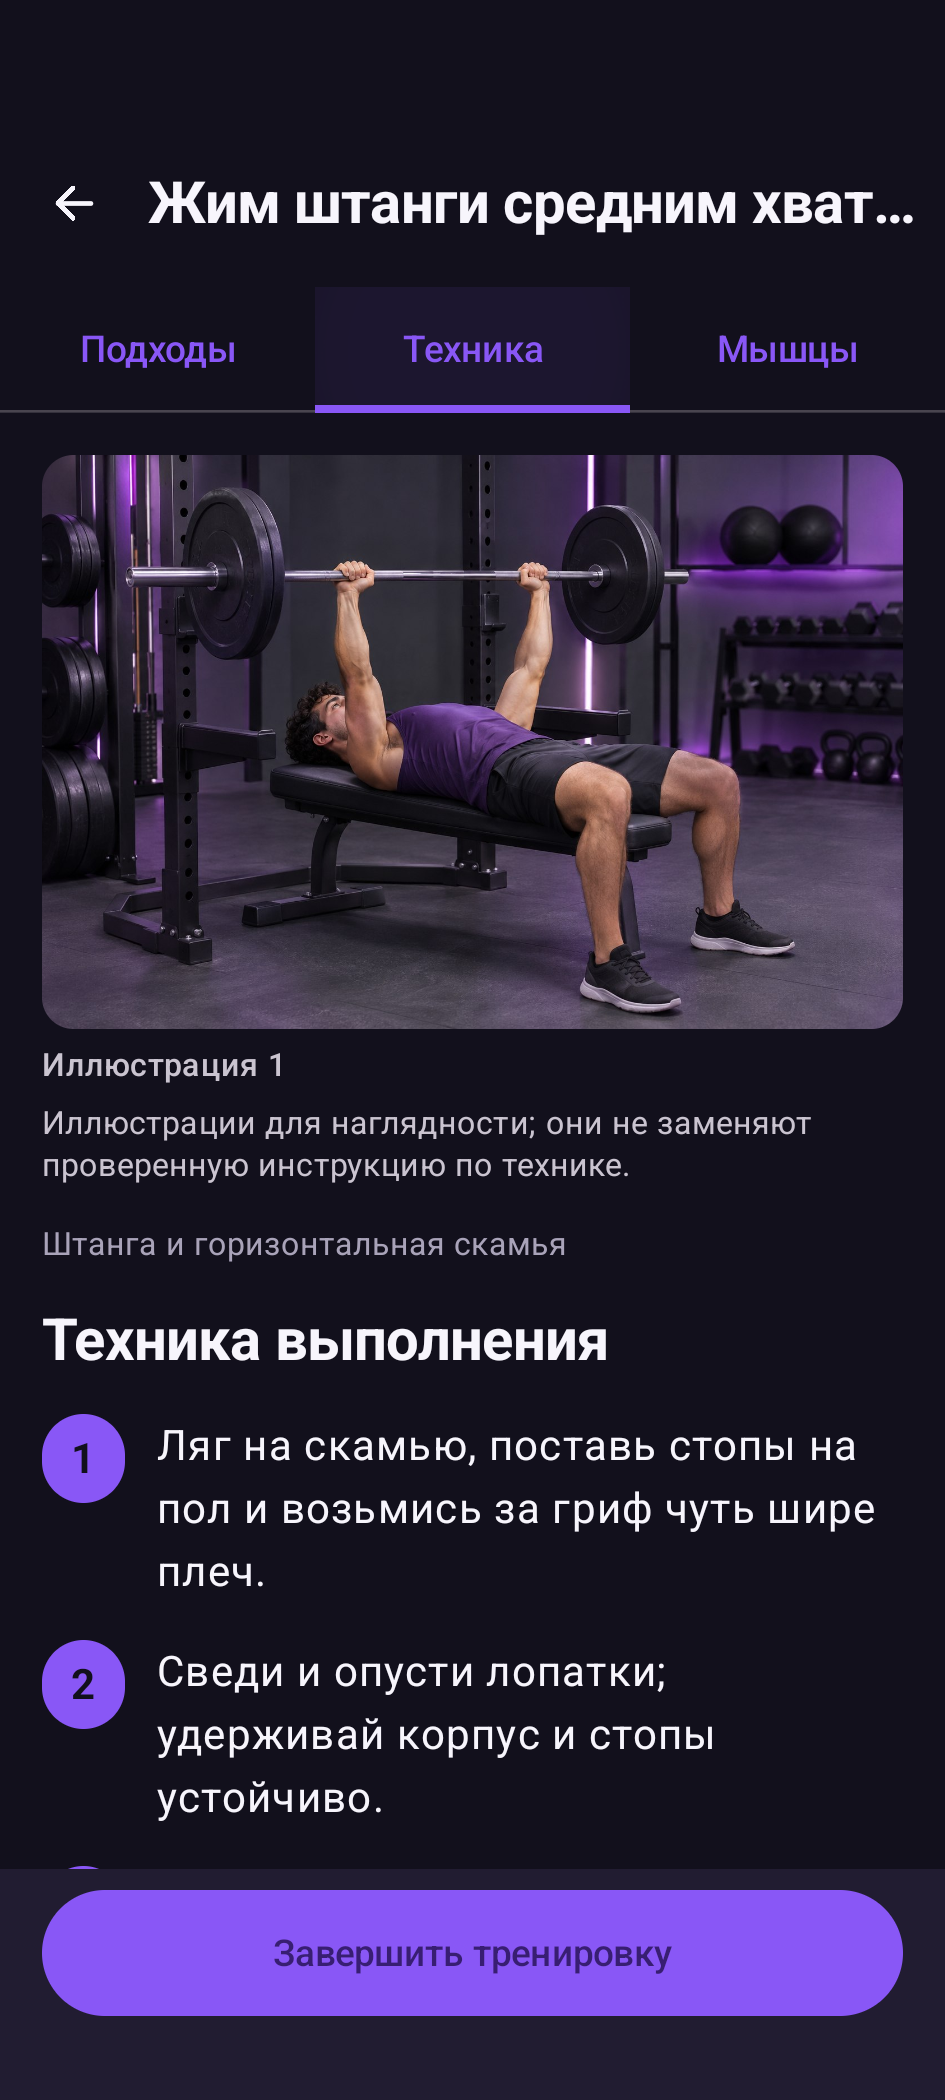 Жим штанги средним хват...
Подходы
Техника
Мышцы
Иллюстрация 1
Иллюстрации для наглядности; они не заменяют
проверенную инструкцию по технике.
Штанга и горизонтальная скамья
Техника выполнения
1
Ляг на скамью, поставь стопы на
пол и возьмись за гриф чуть шире
плеч.
2
Сведи и опусти лопатки;
удерживай корпус и стопы
устойчиво.
Завершить тренировку